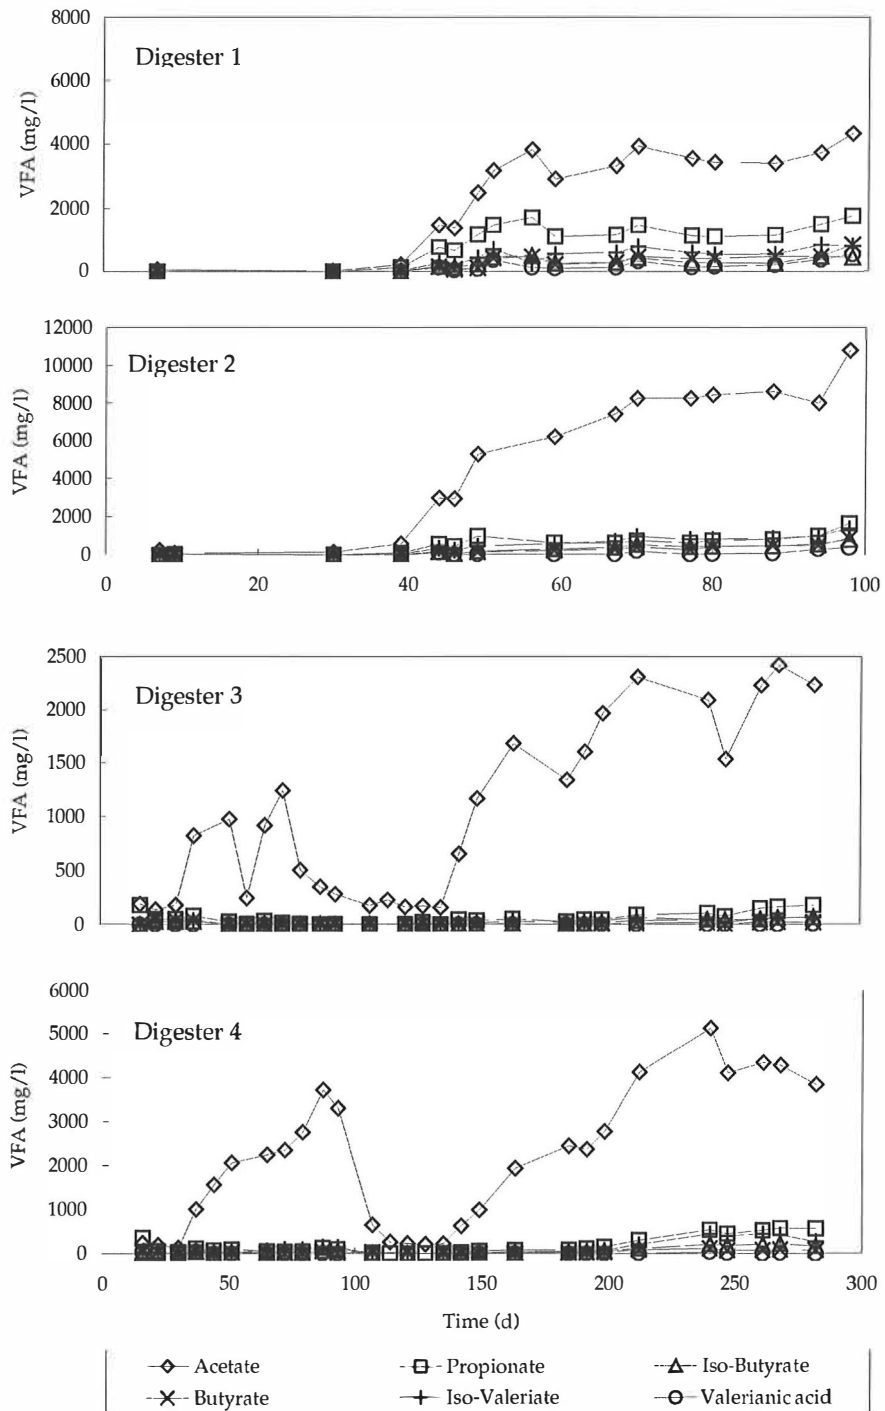 8000
Digester 1
6000
4000
2000
0
VFA (mg/l)
12000
Digester 2
10000
8000
6000
4000
2000
0
VFA (mg/l)
0 20 40 60 80 100
2500
Digester 3
2000
1500
1000
500
0
VFA (mg/l)
6000
Digester 4
5000
4000
3000
2000
1000
0
VFA (mg/l)
0 50 100 150 200 250 300
Time (d)
Acetate Propionate Iso-Butyrate
Butyrate Iso-Valeriate Valerianic acid